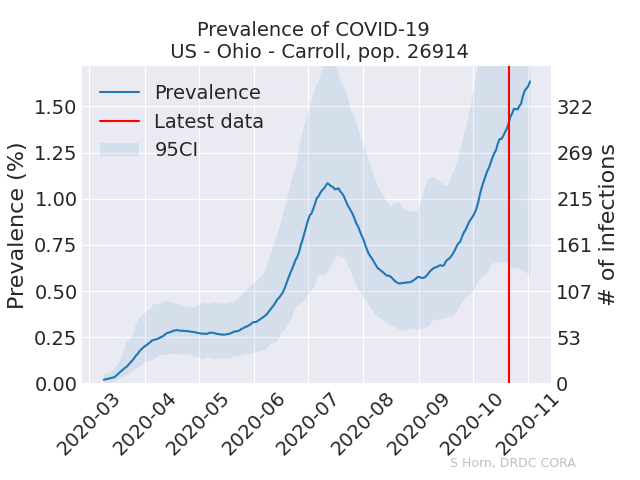 Prevalence of COVID-19
US - Ohio - Carroll, pop. 26914
Prevalence (%)
1.50
1.25
1.00
0.75
0.50
0.25
0.00
Prevalence
Latest data
95CI
322
269
215
161
107
53
0
# of infections
2020-03
2020-04
2020-05
2020-06
2020-07
2020-08
2020-09
2020-10
2020-11
S Horn, DRDC CORA